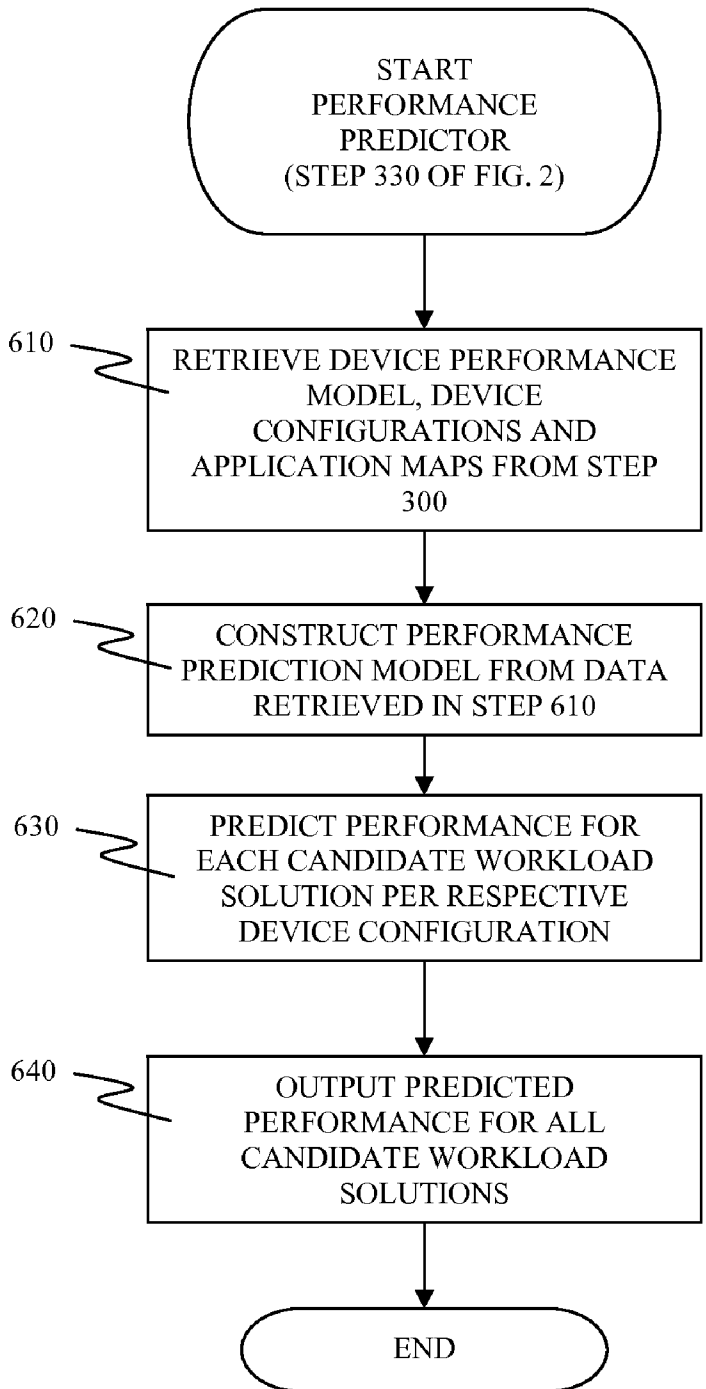 START
PERFORMANCE
PREDICTOR
(STEP 330 OF FIG. 2)
610
RETRIEVE DEVICE PERFORMANCE
MODEL, DEVICE
CONFIGURATIONS AND
APPLICATION MAPS FROM STEP
300
620
CONSTRUCT PERFORMANCE
PREDICTION MODEL FROM DATA
RETRIEVED IN STEP 610
630
PREDICT PERFORMANCE FOR
EACH CANDIDATE WORKLOAD
SOLUTION PER RESPECTIVE
DEVICE CONFIGURATION
640
OUTPUT PREDICTED
PERFORMANCE FOR ALL
CANDIDATE WORKLOAD
SOLUTIONS
END